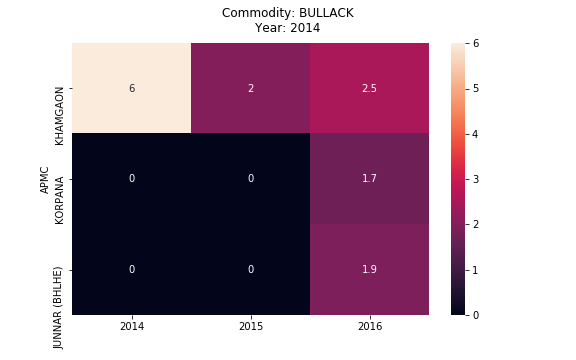 Commodity: BULLACK
Year: 2014
APMC
KHAMGAON
6 2 2.5
KORPANA
0 0 1.7
JUNNAR (BHLHE)
0 0 1.9
2014 2015 2016
6
5
4
3
2
1
0